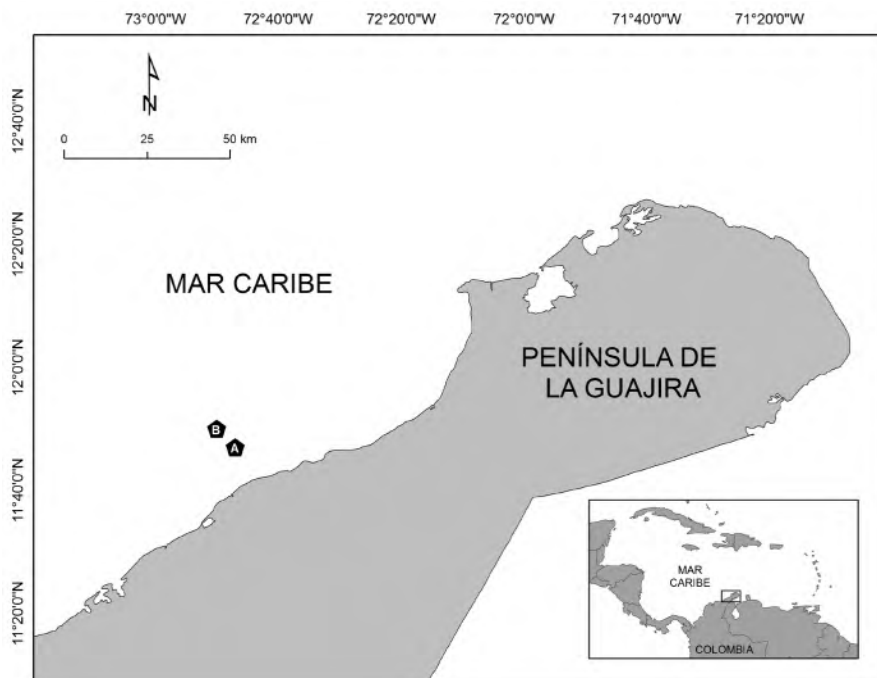 73°0'0"W 72°40'0"W 72°20'0"W 72°00'0"W 71°40'0"W 71°20'0"W
12°40'0"N
12°20'0"N
12°00'0"N
11°40'0"N
11°20'0"N
N
0 25 50 km
MAR CARIBE
PENÍNSULA DE
LA GUAJIRA
B
A
MAR
CARIBE
COLOMBIA